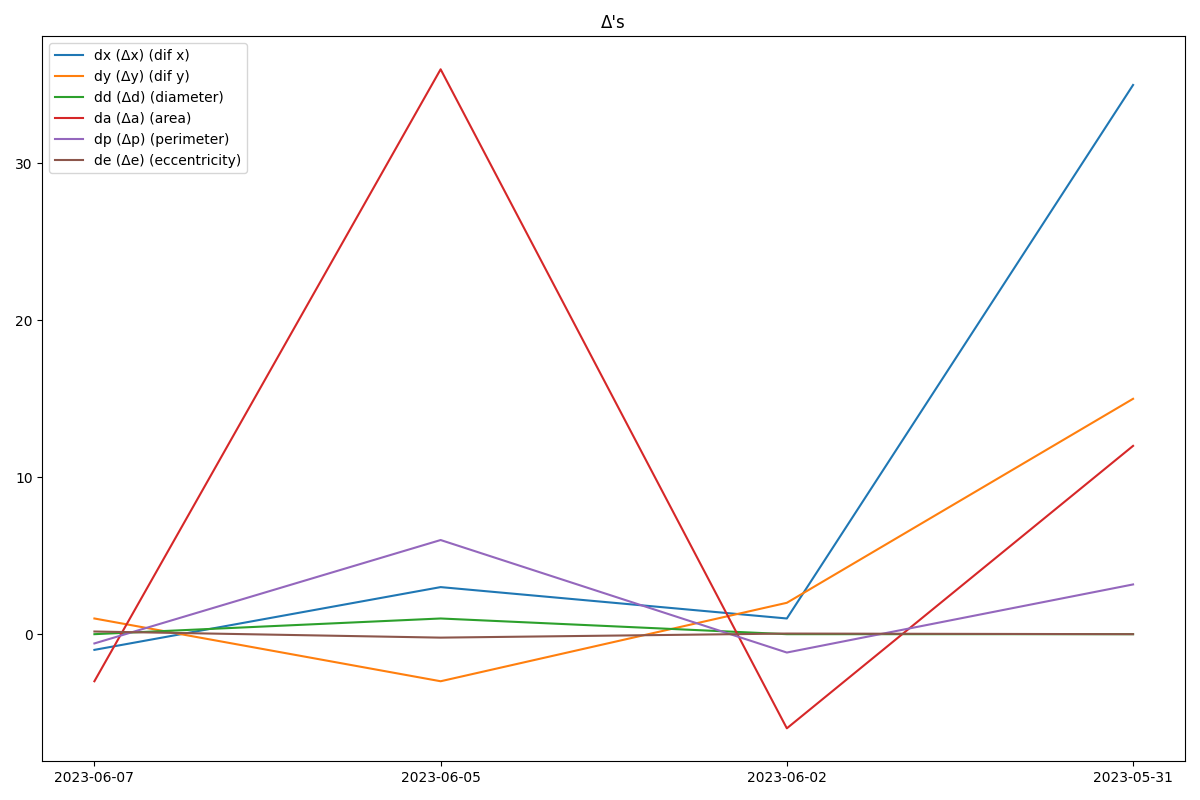 Δ's
dx (Δx) (dif x)
dy (Δy) (dif y)
dd (Δd) (diameter)
da (Δa) (area)
dp (Δp) (perimeter)
de (Δe) (eccentricity)
30
20
10
0
2023-06-07 2023-06-05 2023-06-02 2023-05-31